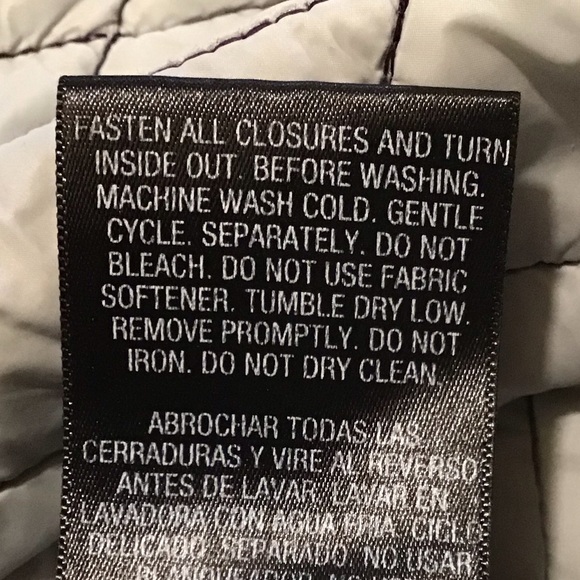 FASTEN ALL CLOSURES AND TURN
INSIDE OUT. BEFORE WASHING.
MACHINE WASH COLD. GENTLE
CYCLE. SEPARATELY. DO NOT
BLEACH. DO NOT USE FABRIC
SOFTENER. TUMBLE DRY LOW.
REMOVE PROMPTLY. DO NOT
IRON. DO NOT DRY CLEAN.
ABROCHAR TODAS LAS
CERRADURAS Y VIRE AL REVERSO
ANTES DE LAVAR. LAVAR EN
LAVADORA CON AGUA FRIA. CICLO
DELICADO. SEPARADO. NO USAR